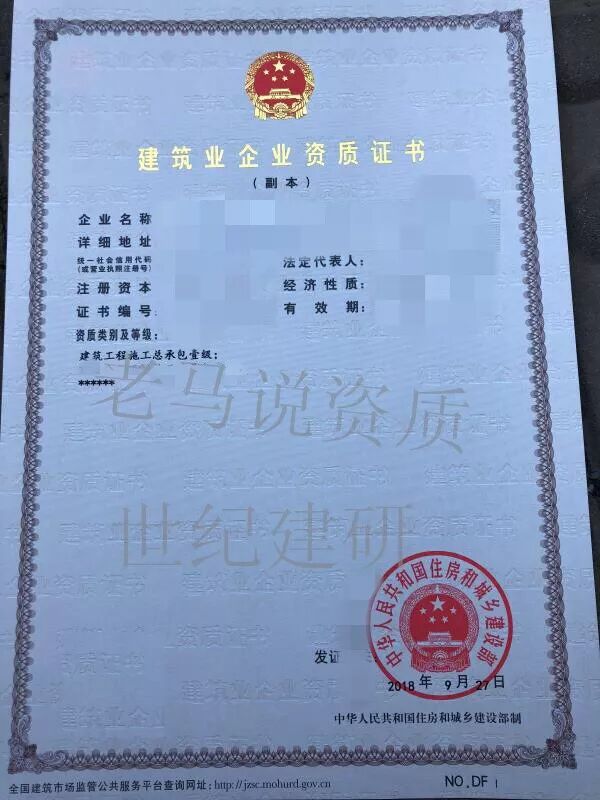 建筑业企业资质证书
（副本）
企业名称
详细地址
统一社会信用代码
(或营业执照注册号)
法定代表人：
注册资本
经济性质：
证书编号
有效期：
资质类别及等级：
建筑工程施工总承包壹级；
******
老马说资质
世纪建研
中华人民共和国住房和城乡建设部
发证
2018 年 9 月 27 日
中华人民共和国住房和城乡建设部制
全国建筑市场监管公共服务平台查询网址：http://jzsc.mohurd.gov.cn
NO.DF